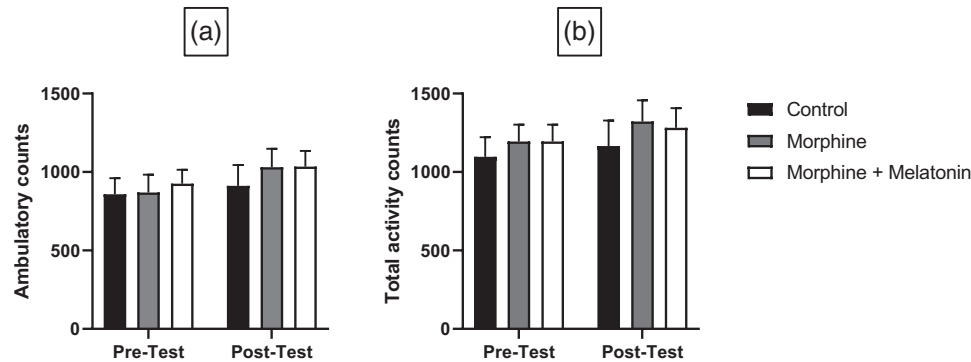 (a)
Ambulatory counts
1500
1000
500
0
Pre-Test
Post-Test
(b)
Total activity counts
1500
1000
500
0
Pre-Test
Post-Test
Control
Morphine
Morphine + Melatonin